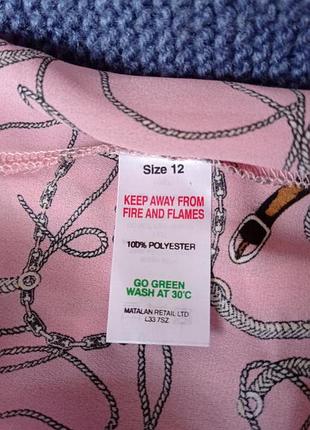 Size 12
KEEP AWAY FROM
FIRE AND FLAMES
100% POLYESTER
GO GREEN
WASH AT 30°C
MATALAN RETAIL LTD
L33 7SZ